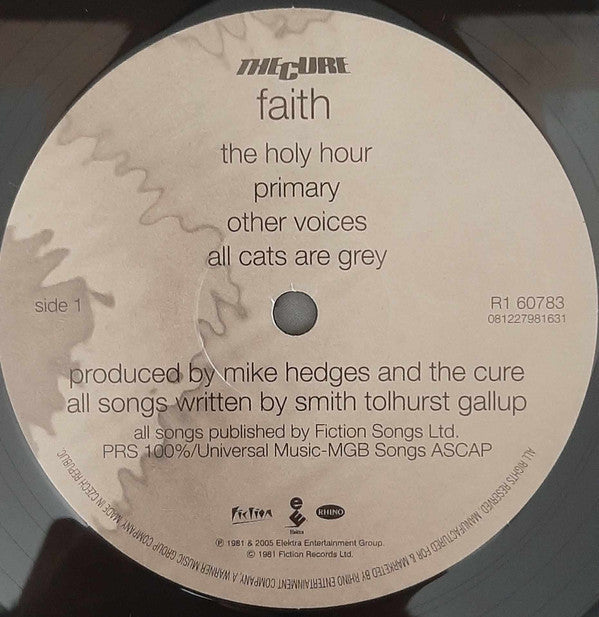 THE CURE
faith
the holy hour
primary
other voices
all cats are grey
side 1
R1 60783
081227981631
produced by mike hedges and the cure
all songs written by smith tolhurst gallup
all songs published by Fiction Songs Ltd.
PRS 100%/Universal Music-MGB Songs ASCAP
Fiction
Elektra
RHINO
℗ 1981 & 2005 Elektra Entertainment Group.
© 1981 Fiction Records Ltd.
ALL RIGHTS RESERVED. MANUFACTURED FOR & MARKETED BY RHINO ENTERTAINMENT COMPANY, A WARNER MUSIC GROUP COMPANY. MADE IN CZECH REPUBLIC.